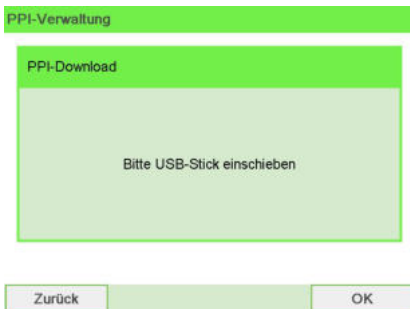 PPI-Verwaltung
PPI-Download
Bitte USB-Stick einschieben
Zurück
OK